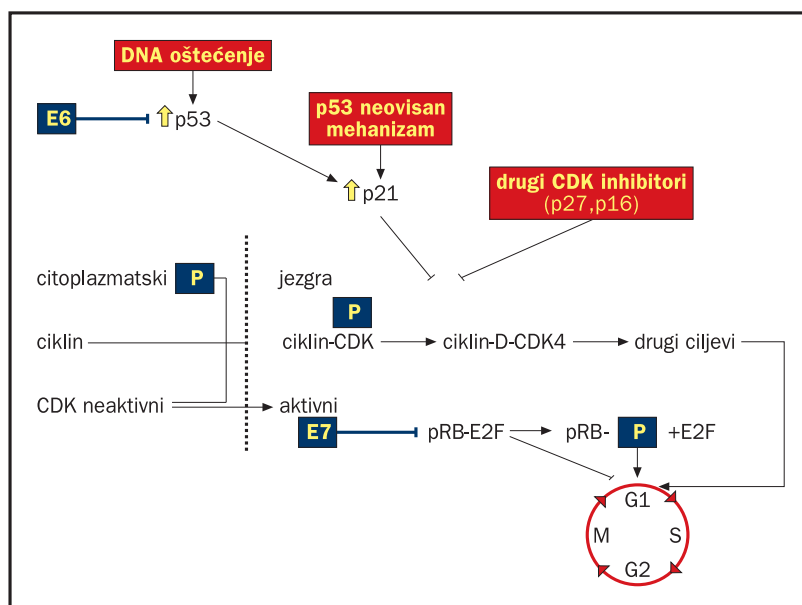 DNA oštećenje
E6
p53
p53 neovisan
mehanizam
p21
drugi CDK inhibitori
(p27,p16)
citoplazmatski P
jezgra
P
ciklin
ciklin-CDK
ciklin-D-CDK4
drugi ciljevi
CDK neaktivni
aktivni
E7
pRB-E2F
pRB- P +E2F
G1
M
S
G2